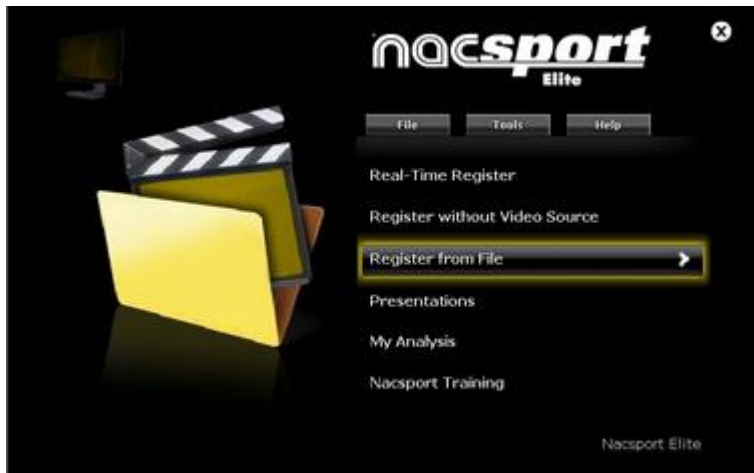 nacsport
Elite
File Tools Help
Real-Time Register
Register without Video Source
Register from File
Presentations
My Analysis
Nacsport Training
Nacsport Elite